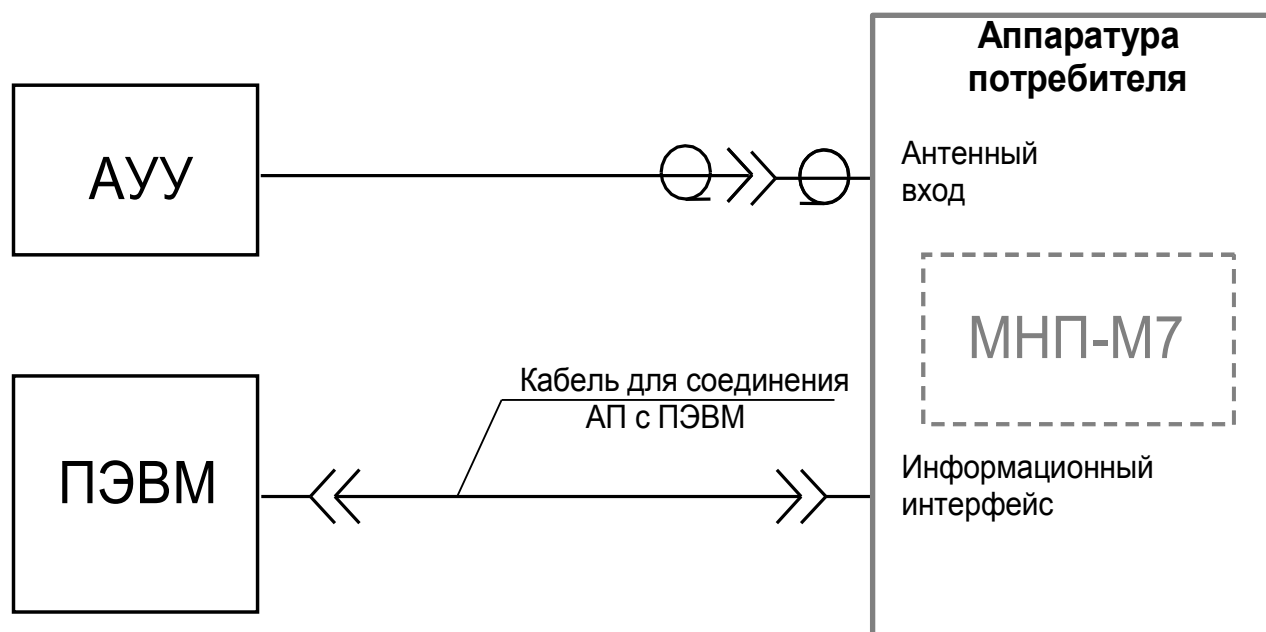 Аппаратура
потребителя
АУУ
Антенный
вход
МНП-М7
Кабель для соединения
АП с ПЭВМ
ПЭВМ
Информационный
интерфейс